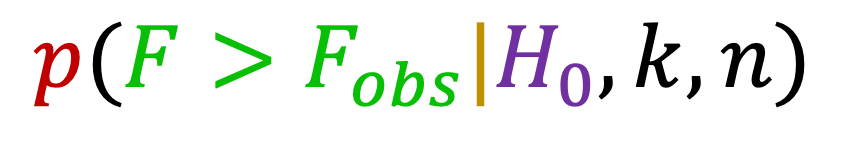 p(F > F_obs|H_0, k, n)